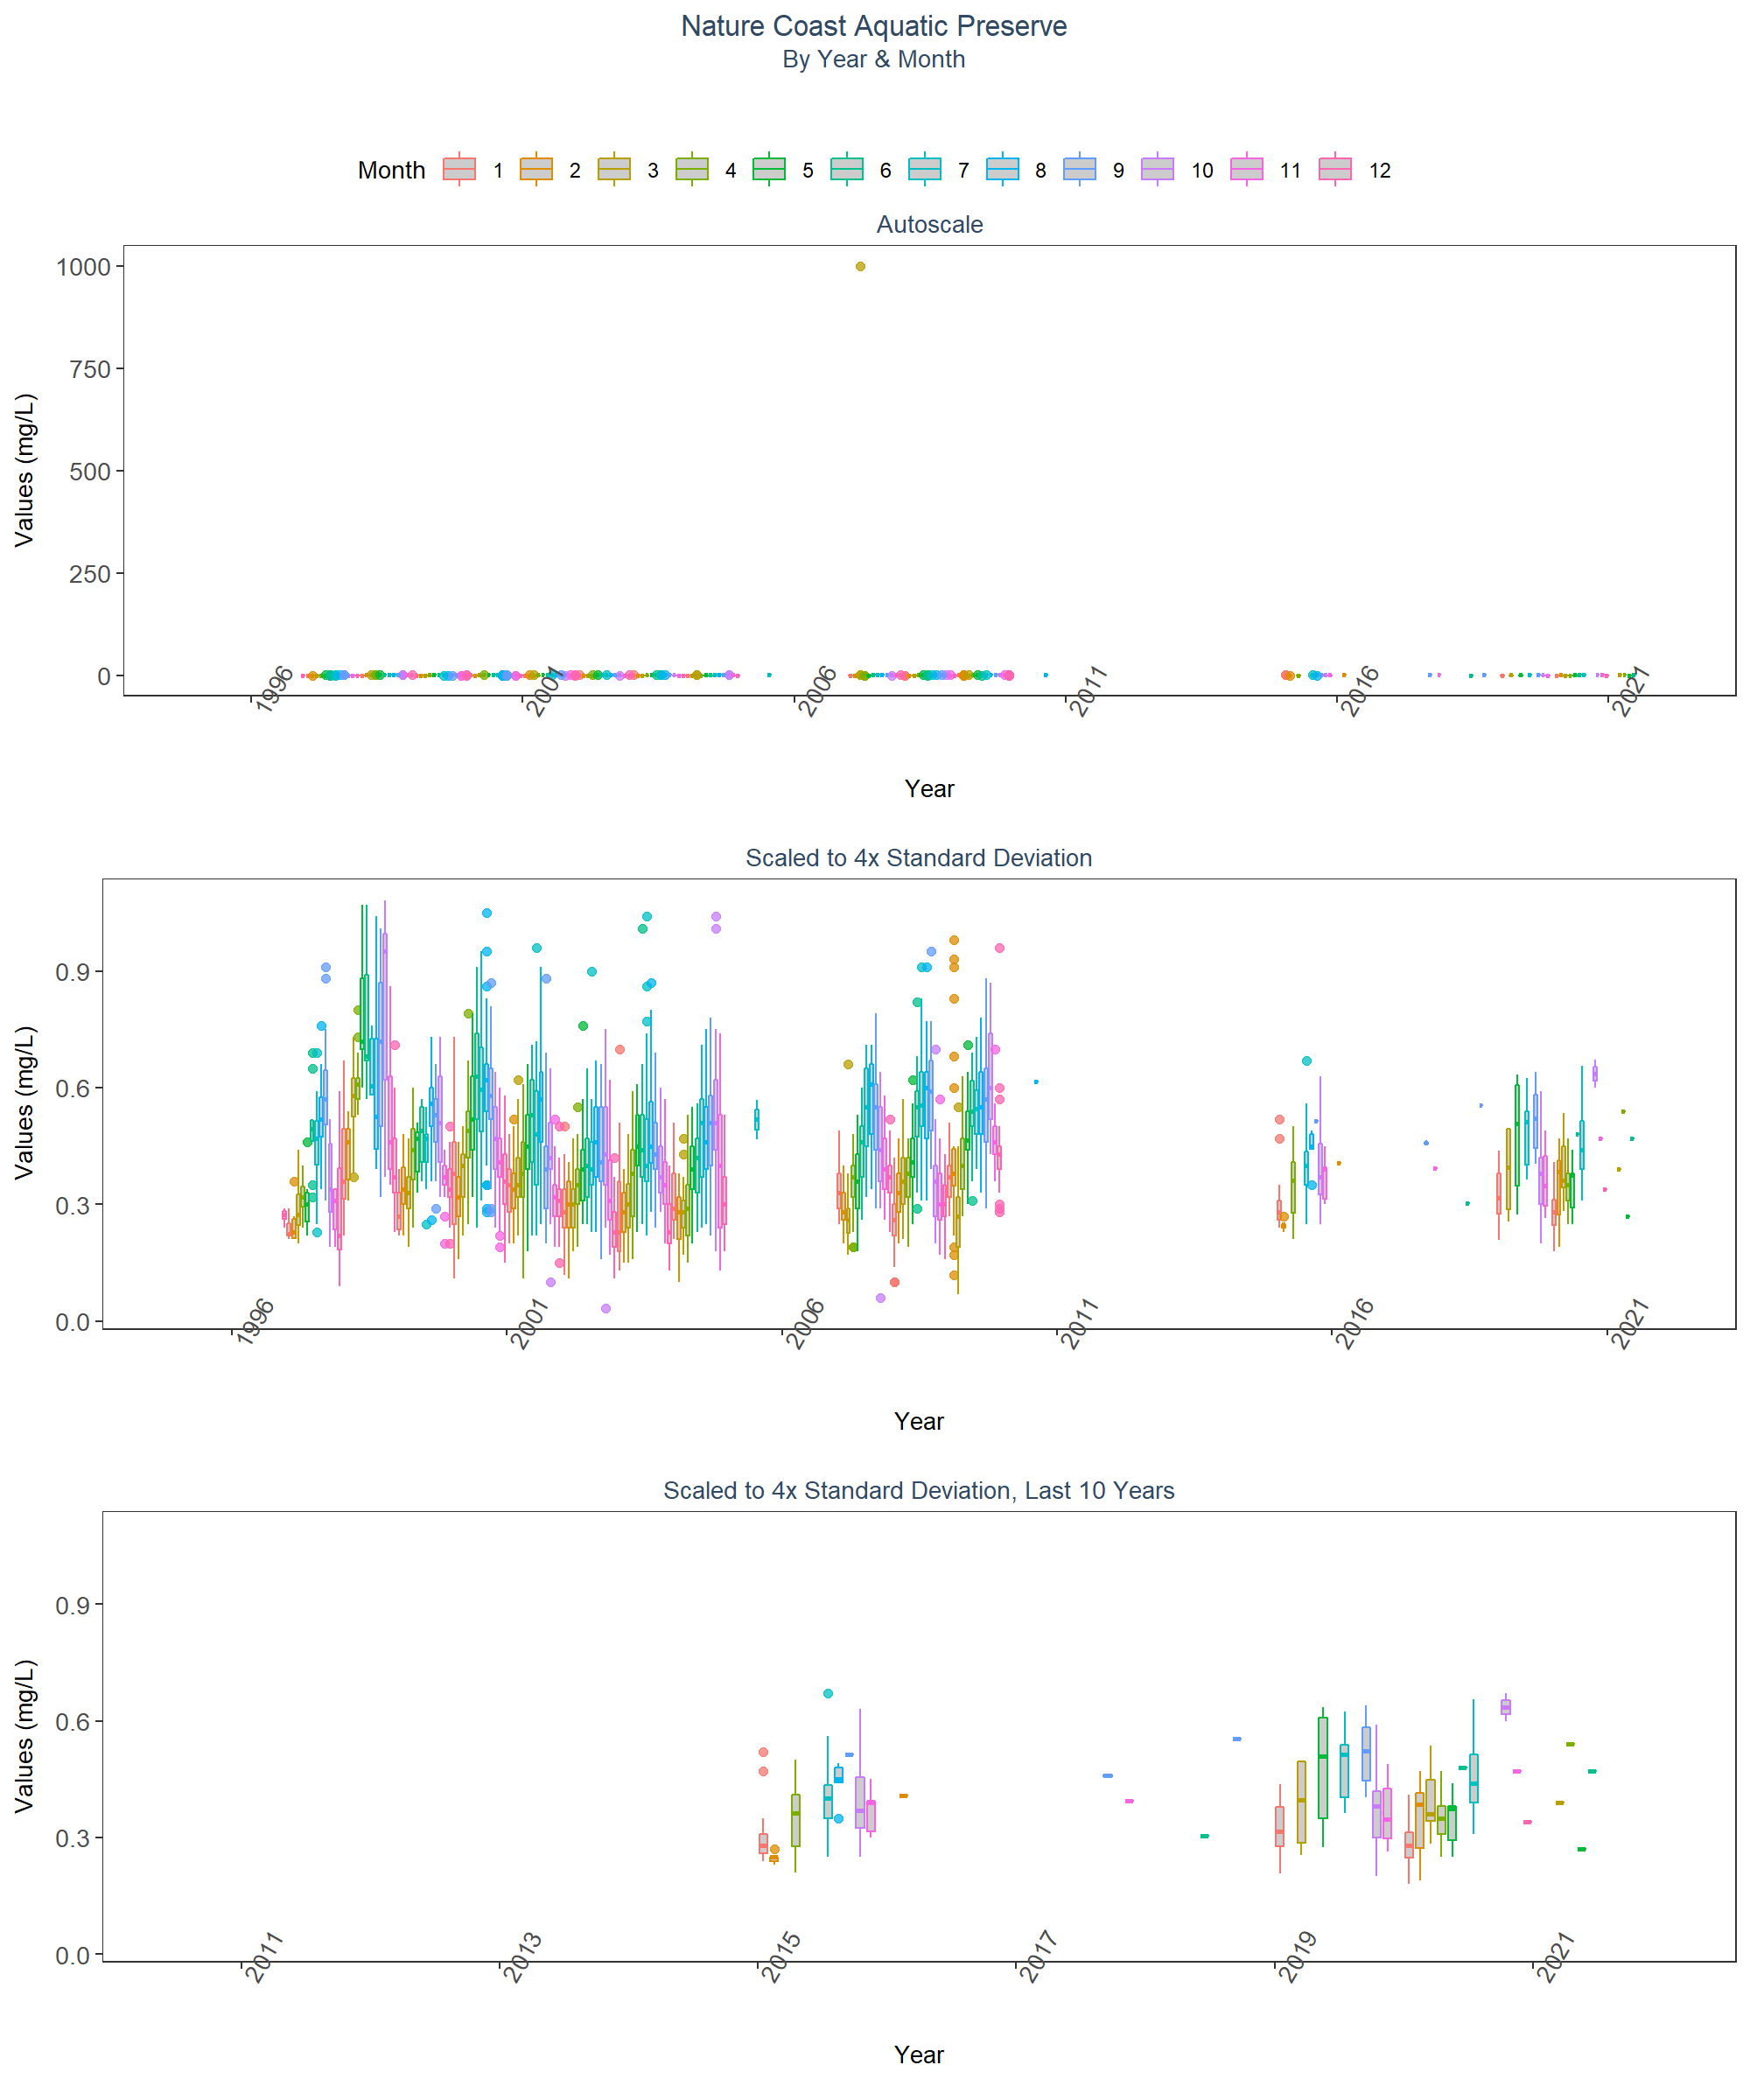 Nature Coast Aquatic Preserve
By Year & Month
Month 1 2 3 4 5 6 7 8 9 10 11 12
Autoscale
1000
750
500
250
0
Values (mg/L)
1996 2001 2006 2011 2016 2021
Year
Scaled to 4x Standard Deviation
0.9
0.6
0.3
0.0
Values (mg/L)
1996 2001 2006 2011 2016 2021
Year
Scaled to 4x Standard Deviation, Last 10 Years
0.9
0.6
0.3
0.0
Values (mg/L)
2011 2013 2015 2017 2019 2021
Year